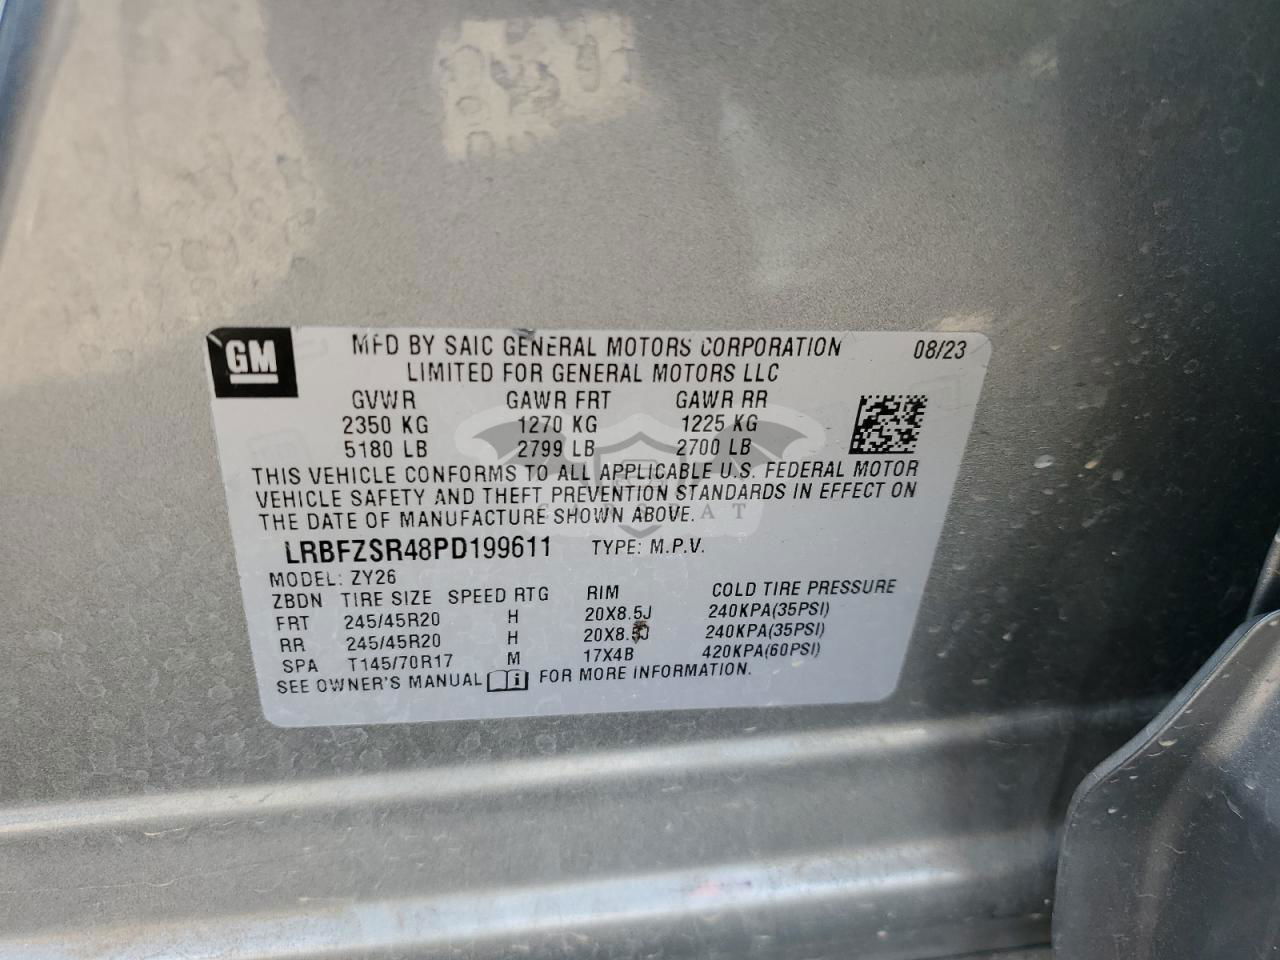 GM
MFD BY SAIC GENERAL MOTORS CORPORATION 08/23
LIMITED FOR GENERAL MOTORS LLC
GVWR GAWR FRT GAWR RR
2350 KG 1270 KG 1225 KG
5180 LB 2799 LB 2700 LB
THIS VEHICLE CONFORMS TO ALL APPLICABLE U.S. FEDERAL MOTOR
VEHICLE SAFETY AND THEFT PREVENTION STANDARDS IN EFFECT ON
THE DATE OF MANUFACTURE SHOWN ABOVE.
LRBFZSR48PD199611 TYPE: M.P.V.
MODEL: ZY26
ZBDN TIRE SIZE SPEED RTG RIM COLD TIRE PRESSURE
FRT 245/45R20 H 20X8.5J 240KPA(35PSI)
RR 245/45R20 H 20X8.5J 240KPA(35PSI)
SPA T145/70R17 M 17X4B 420KPA(60PSI)
SEE OWNER'S MANUAL i FOR MORE INFORMATION.